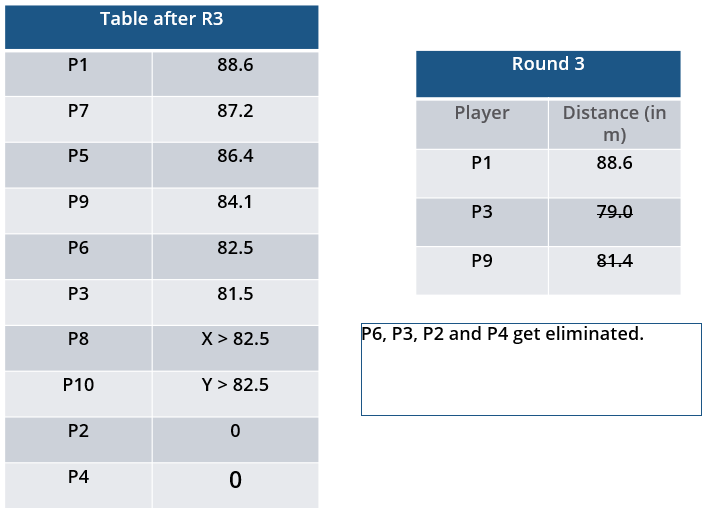 Table after R3
P1 88.6
P7 87.2
P5 86.4
P9 84.1
P6 82.5
P3 81.5
P8 X > 82.5
P10 Y > 82.5
P2 0
P4 0
Round 3
Player Distance (in
m)
P1 88.6
P3 79.0
P9 81.4
P6, P3, P2 and P4 get eliminated.